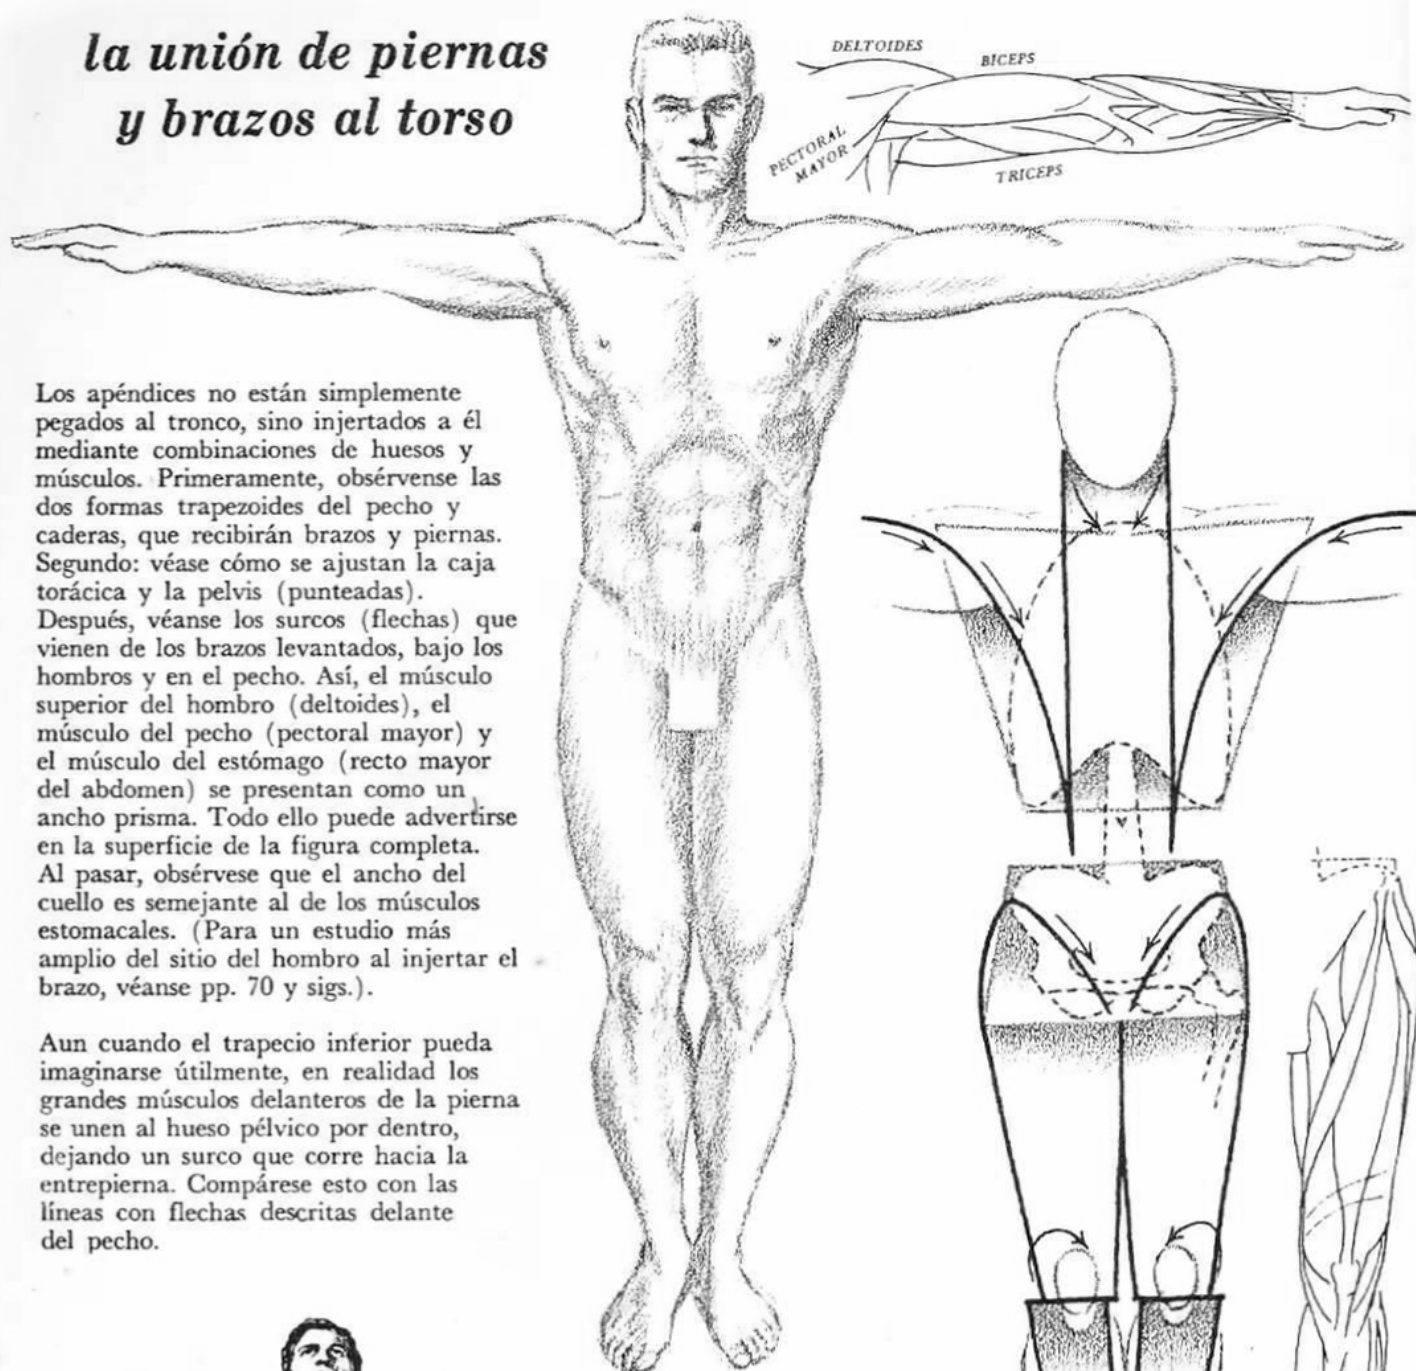 la unión de piernas
y brazos al torso
DELTOIDES
BICEPS
PECTORAL
MAYOR
TRICEPS
Los apéndices no están simplemente
pegados al tronco, sino injertados a él
mediante combinaciones de huesos y
músculos. Primeramente, obsérvense las
dos formas trapezoides del pecho y
caderas, que recibirán brazos y piernas.
Segundo: véase cómo se ajustan la caja
torácica y la pelvis (punteadas).
Después, véanse los surcos (flechas) que
vienen de los brazos levantados, bajo los
hombros y en el pecho. Así, el músculo
superior del hombro (deltoides), el
músculo del pecho (pectoral mayor) y
el músculo del estómago (recto mayor
del abdomen) se presentan como un
ancho prisma. Todo ello puede advertirse
en la superficie de la figura completa.
Al pasar, obsérvese que el ancho del
cuello es semejante al de los músculos
estomacales. (Para un estudio más
amplio del sitio del hombro al injertar el
brazo, véanse pp. 70 y sigs.).
Aun cuando el trapecio inferior pueda
imaginarse útilmente, en realidad los
grandes músculos delanteros de la pierna
se unen al hueso pélvico por dentro,
dejando un surco que corre hacia la
entrepierna. Compárese esto con las
líneas con flechas descritas delante
del pecho.